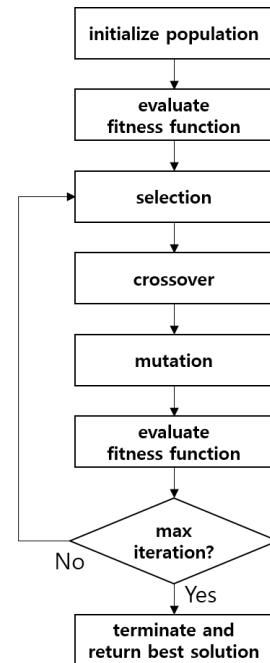 initialize population
evaluate
fitness function
selection
crossover
mutation
evaluate
fitness function
max
iteration?
No
Yes
terminate and
return best solution